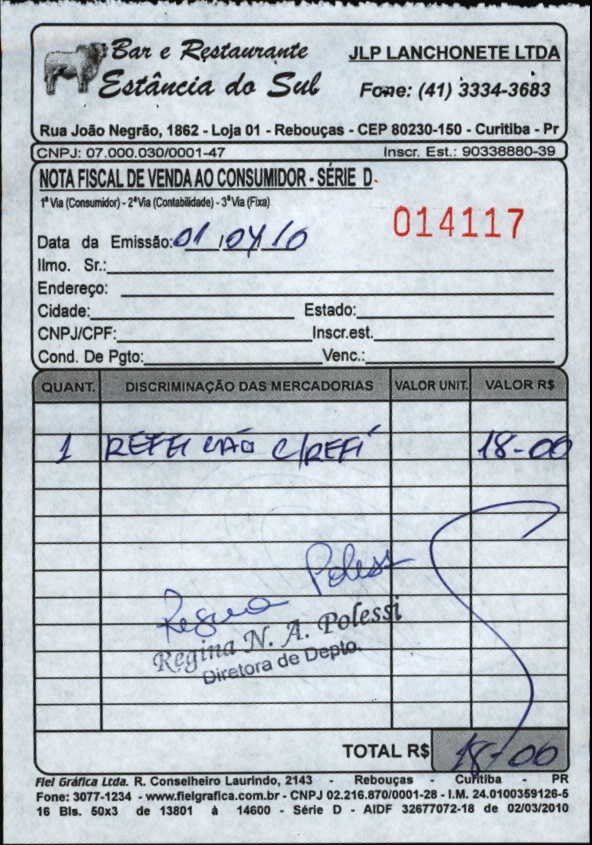 Bar e Restaurante
Estância do Sul
JLP LANCHONETE LTDA
Fone: (41) 3334-3683
Rua João Negrão, 1862 - Loja 01 - Rebouças - CEP 80230-150 - Curitiba - Pr
CNPJ: 07.000.030/0001-47 Inscr. Est.: 90338880-39
NOTA FISCAL DE VENDA AO CONSUMIDOR - SÉRIE D
1ª Via (Consumidor) - 2ª Via (Contabilidade) - 3ª Via (Fixa)
014117
Data da Emissão: 01/04/10
Ilmo. Sr.:
Endereço:
Cidade: Estado:
CNPJ/CPF: Inscr.est.
Cond. De Pgto: Venc.:
QUANT. DISCRIMINAÇÃO DAS MERCADORIAS VALOR UNIT. VALOR R$
1 REFEIÇÃO C/REFI 18-00
Regina Polessi
Regina N. A. Polessi
Diretora de Depto.
TOTAL R$ 18-00
Fiel Gráfica Ltda. R. Conselheiro Laurindo, 2143 - Rebouças - Curitiba - PR
Fone: 3077-1234 - www.fielgrafica.com.br - CNPJ 02.216.870/0001-28 - I.M. 24.0100359126-5
16 Bls. 50x3 de 13801 à 14600 - Série D - AIDF 32677072-18 de 02/03/2010